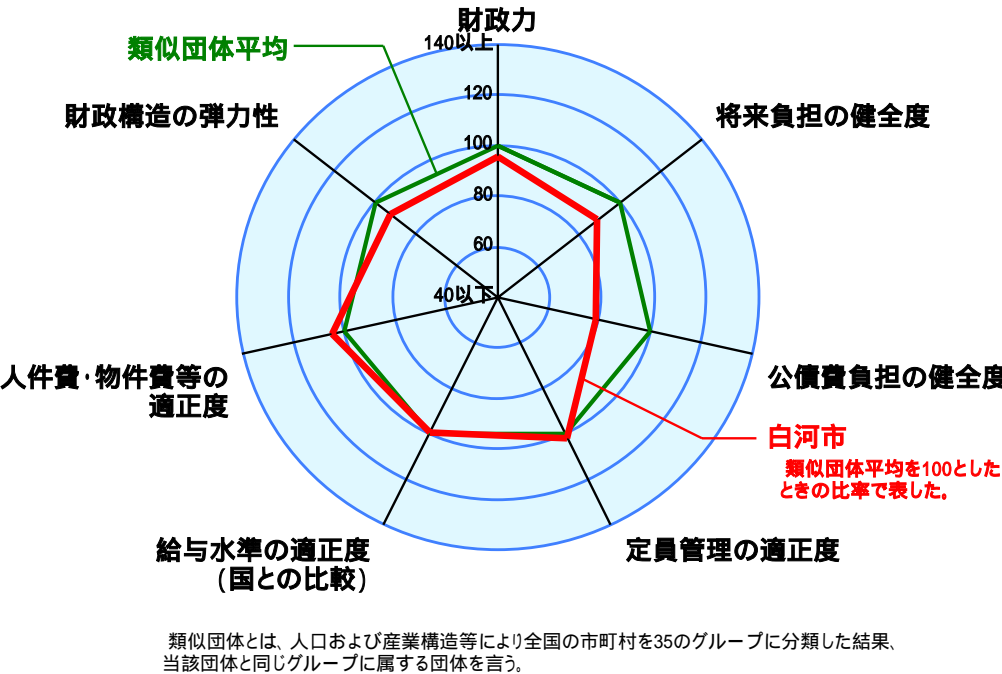 財政力
140以上
類似団体平均
120
財政構造の弾力性
将来負担の健全度
100
80
60
40以下
人件費・物件費等の
適正度
公債費負担の健全度
白河市
類似団体平均を100とした
ときの比率で表した。
給与水準の適正度
(国との比較)
定員管理の適正度
類似団体とは、人口および産業構造等により全国の市町村を35のグループに分類した結果、
当該団体と同じグループに属する団体を言う。